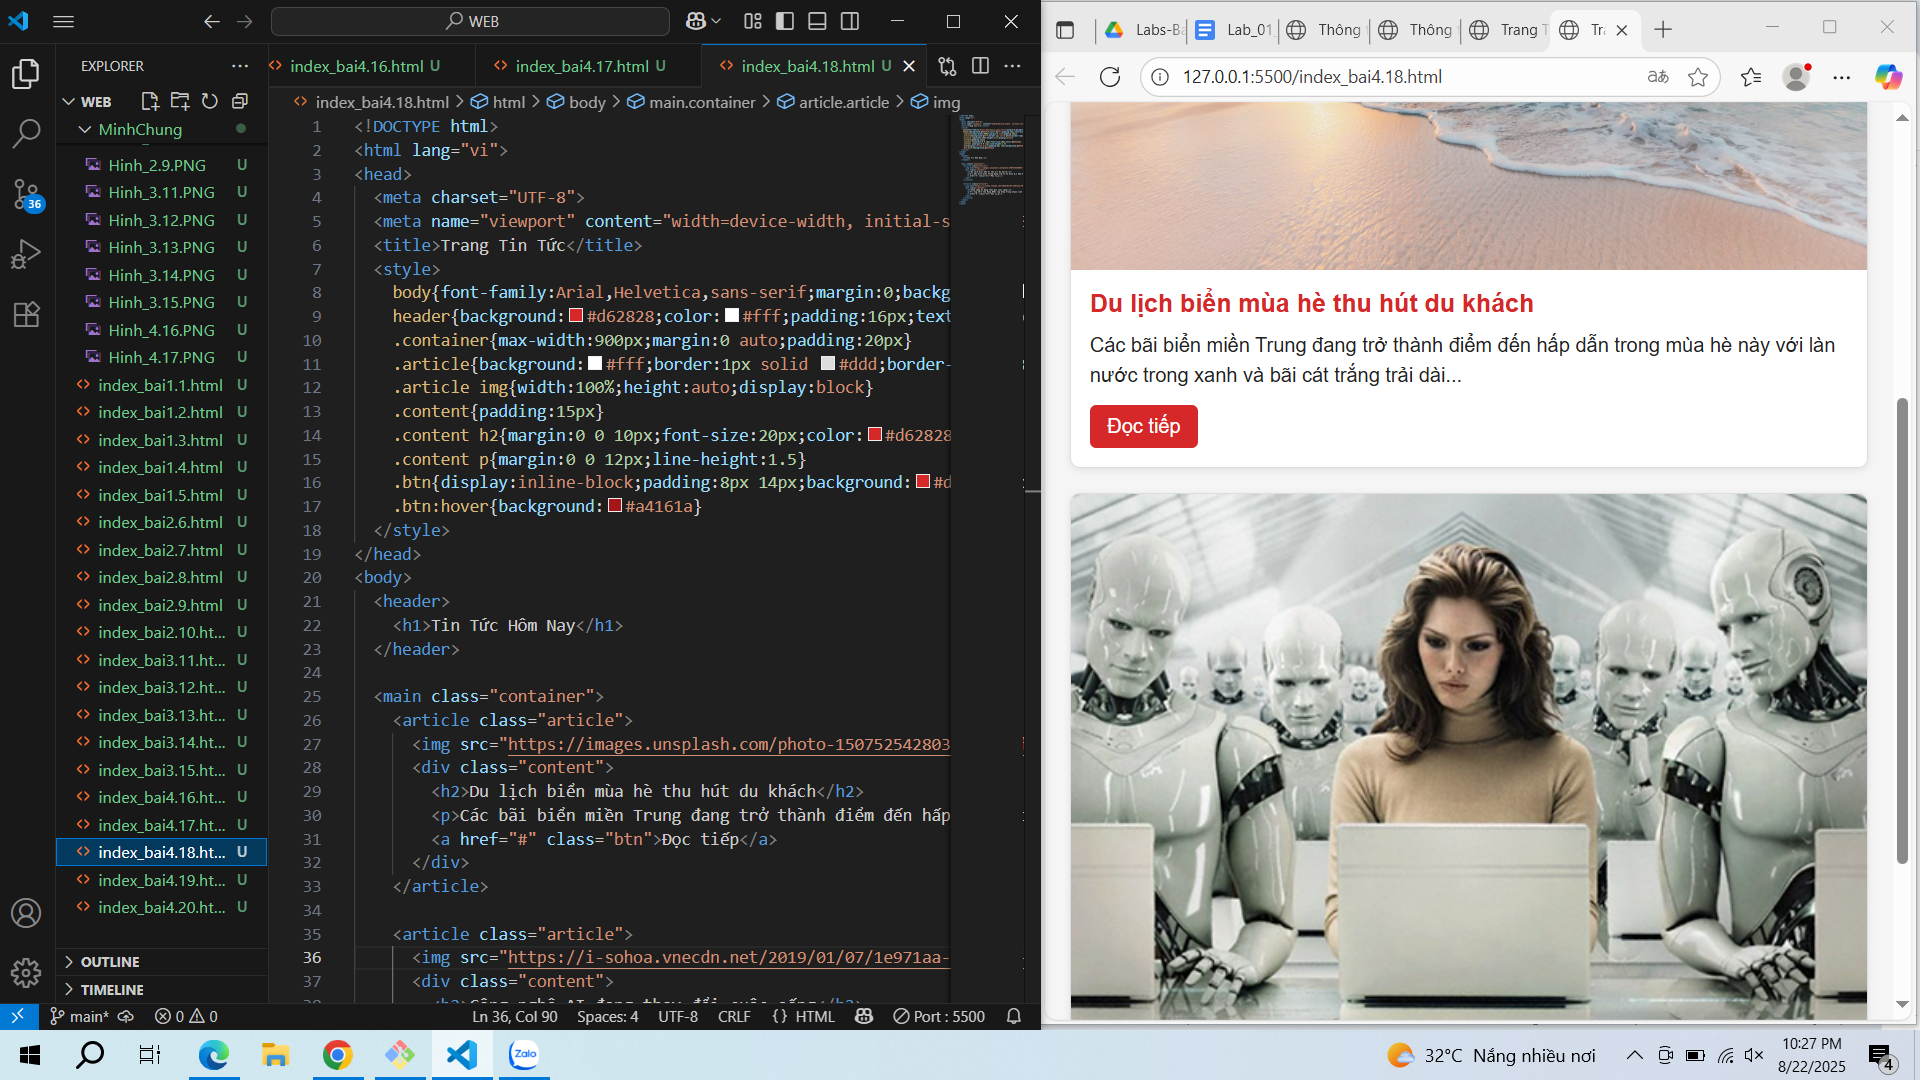 WEB
EXPLORER
WEB
MinhChung
Hinh_2.9.PNG U
Hinh_3.11.PNG U
Hinh_3.12.PNG U
Hinh_3.13.PNG U
Hinh_3.14.PNG U
Hinh_3.15.PNG U
Hinh_4.16.PNG U
Hinh_4.17.PNG U
index_bai1.1.html U
index_bai1.2.html U
index_bai1.3.html U
index_bai1.4.html U
index_bai1.5.html U
index_bai2.6.html U
index_bai2.7.html U
index_bai2.8.html U
index_bai2.9.html U
index_bai2.10.ht... U
index_bai3.11.ht... U
index_bai3.12.ht... U
index_bai3.13.ht... U
index_bai3.14.ht... U
index_bai3.15.ht... U
index_bai4.16.ht... U
index_bai4.17.ht... U
index_bai4.18.ht... U
index_bai4.19.ht... U
index_bai4.20.ht... U
OUTLINE
TIMELINE
36
index_bai4.16.html U index_bai4.17.html U index_bai4.18.html U
index_bai4.18.html > html > body > main.container > article.article > img
1 <!DOCTYPE html>
2 <html lang="vi">
3 <head>
4 <meta charset="UTF-8">
5 <meta name="viewport" content="width=device-width, initial-s
6 <title>Trang Tin Tức</title>
7 <style>
8 body{font-family:Arial,Helvetica,sans-serif;margin:0;backg
9 header{background:#d62828;color:#fff;padding:16px;text
10 .container{max-width:900px;margin:0 auto;padding:20px}
11 .article{background:#fff;border:1px solid #ddd;border-
12 .article img{width:100%;height:auto;display:block}
13 .content{padding:15px}
14 .content h2{margin:0 0 10px;font-size:20px;color:#d62828
15 .content p{margin:0 0 12px;line-height:1.5}
16 .btn{display:inline-block;padding:8px 14px;background:#d
17 .btn:hover{background:#a4161a}
18 </style>
19 </head>
20 <body>
21 <header>
22 <h1>Tin Tức Hôm Nay</h1>
23 </header>
24
25 <main class="container">
26 <article class="article">
27 <img src="https://images.unsplash.com/photo-150752542803
28 <div class="content">
29 <h2>Du lịch biển mùa hè thu hút du khách</h2>
30 <p>Các bãi biển miền Trung đang trở thành điểm đến hấp
31 <a href="#" class="btn">Đọc tiếp</a>
32 </div>
33 </article>
34
35 <article class="article">
36 <img src="https://i-sohoa.vnecdn.net/2019/01/07/1e971aa-
37 <div class="content">
main* 0 0 Ln 36, Col 90 Spaces: 4 UTF-8 CRLF {} HTML Port : 5500
Labs-Ba Lab_01_ Thông Thông Trang T Tr
127.0.0.1:5500/index_bai4.18.html
Du lịch biển mùa hè thu hút du khách
Các bãi biển miền Trung đang trở thành điểm đến hấp dẫn trong mùa hè này với làn
nước trong xanh và bãi cát trắng trải dài...
Đọc tiếp
Zalo
32°C Nắng nhiều nơi
10:27 PM
8/22/2025
4